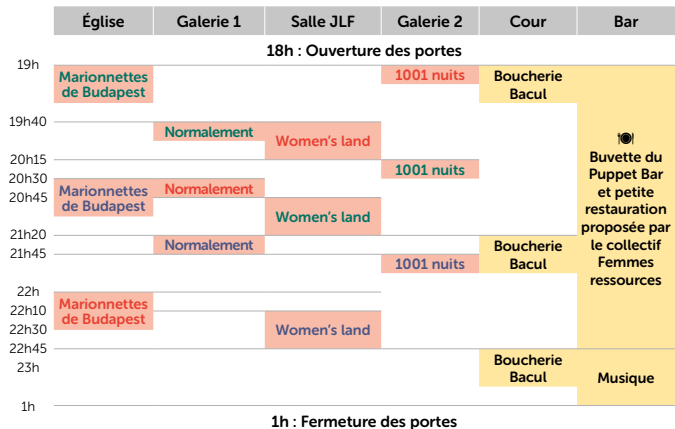 Église Galerie 1 Salle JLF Galerie 2 Cour Bar
18h : Ouverture des portes
19h
Marionnettes
de Budapest
1001 nuits
Boucherie
Bacul
19h40
Normalement
Women’s land
Buvette du
Puppet Bar
et petite
restauration
proposée par
le collectif
Femmes
ressources
20h15
1001 nuits
20h30
Marionnettes
de Budapest
Normalement
20h45
Women’s land
21h20
Normalement
Boucherie
Bacul
21h45
1001 nuits
22h
Marionnettes
de Budapest
22h10
Women’s land
22h30
22h45
Boucherie
Bacul
Musique
23h
1h
1h : Fermeture des portes